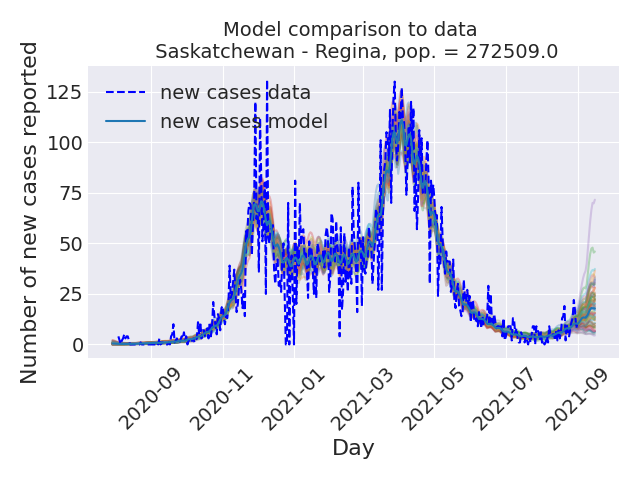 Model comparison to data
Saskatchewan - Regina, pop. = 272509.0
Number of new cases reported
125
100
75
50
25
0
new cases data
new cases model
2020-09
2020-11
2021-01
2021-03
2021-05
2021-07
2021-09
Day